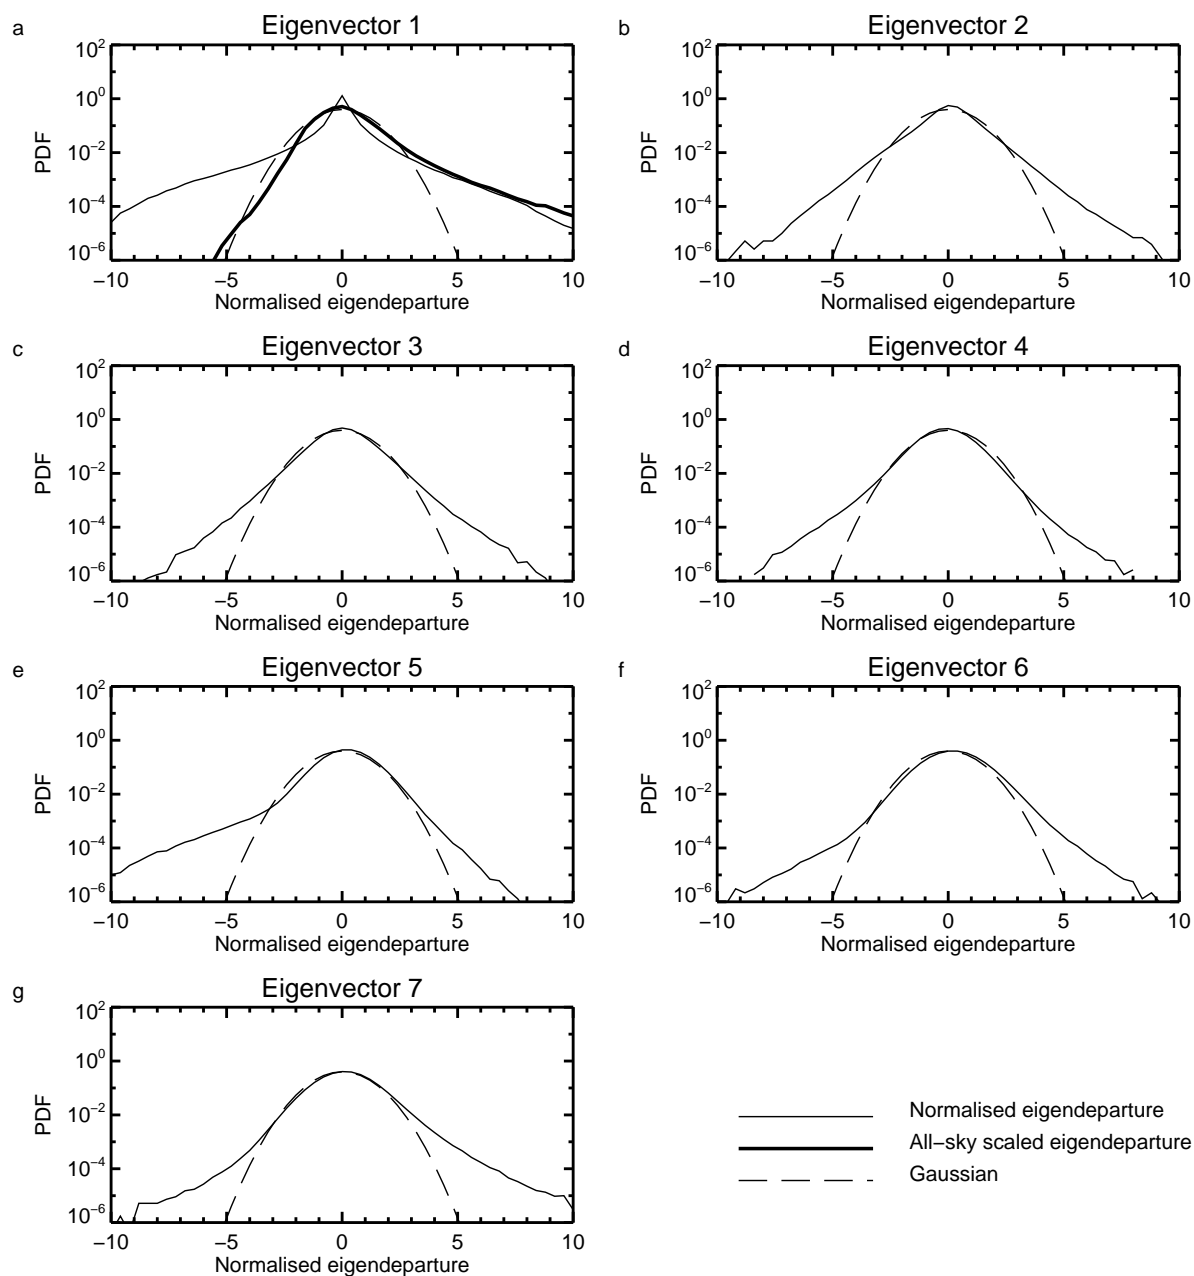 a
Eigenvector 1
PDF
10^2
10^0
10^−2
10^−4
10^−6
−10 −5 0 5 10
Normalised eigendeparture
b
Eigenvector 2
PDF
10^2
10^0
10^−2
10^−4
10^−6
−10 −5 0 5 10
Normalised eigendeparture
c
Eigenvector 3
PDF
10^2
10^0
10^−2
10^−4
10^−6
−10 −5 0 5 10
Normalised eigendeparture
d
Eigenvector 4
PDF
10^2
10^0
10^−2
10^−4
10^−6
−10 −5 0 5 10
Normalised eigendeparture
e
Eigenvector 5
PDF
10^2
10^0
10^−2
10^−4
10^−6
−10 −5 0 5 10
Normalised eigendeparture
f
Eigenvector 6
PDF
10^2
10^0
10^−2
10^−4
10^−6
−10 −5 0 5 10
Normalised eigendeparture
g
Eigenvector 7
PDF
10^2
10^0
10^−2
10^−4
10^−6
−10 −5 0 5 10
Normalised eigendeparture
Normalised eigendeparture
All−sky scaled eigendeparture
Gaussian